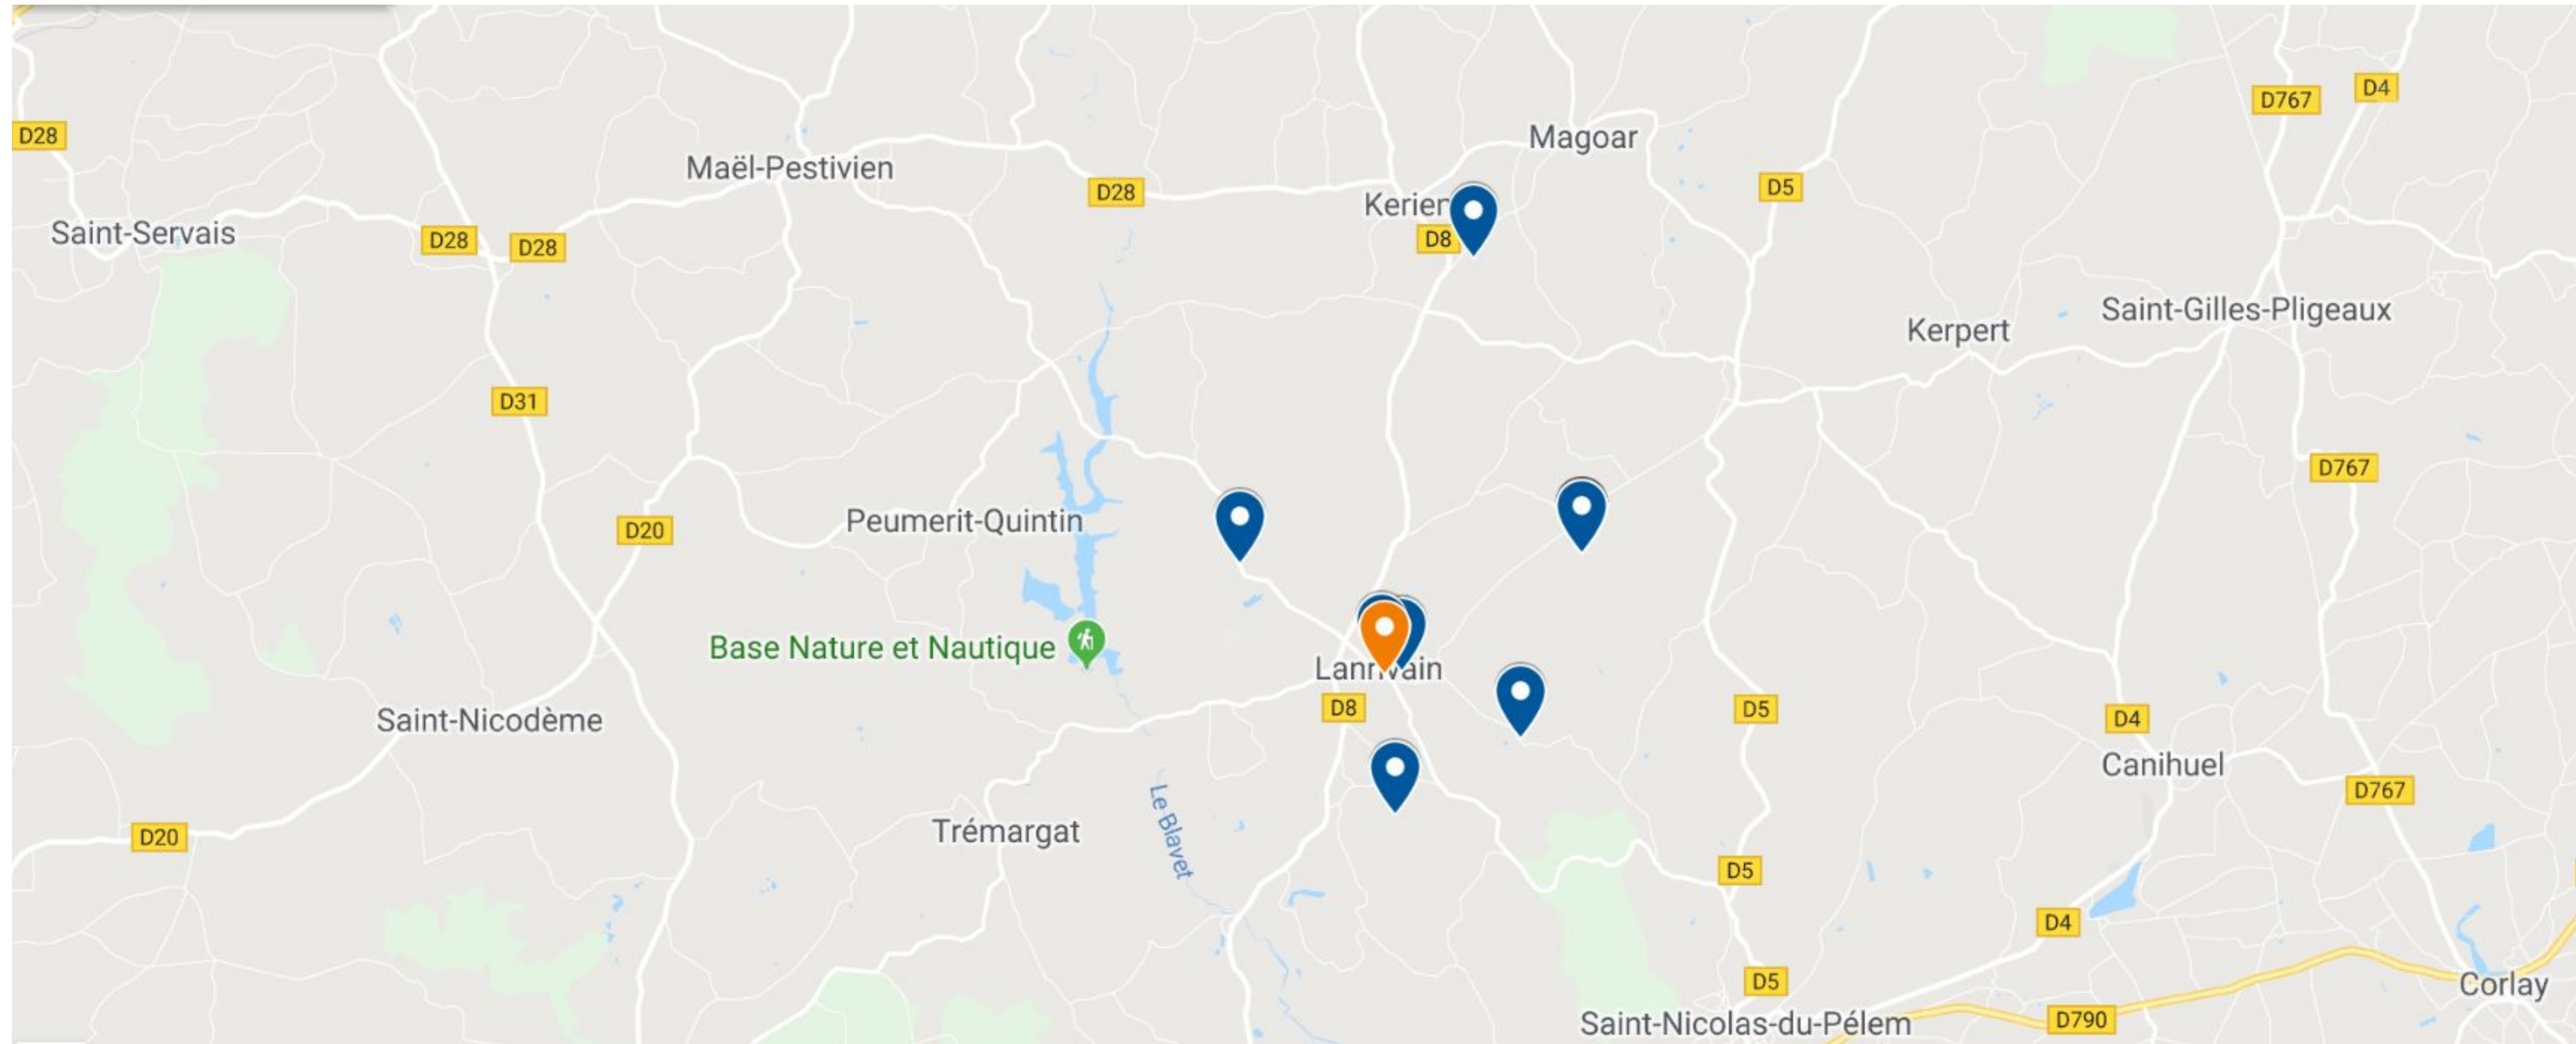 D767
D4
D28
Magoar
Maël-Pestivien
D28
D5
Kerien
Saint-Servais
D28
D28
D8
Saint-Gilles-Pligeaux
Kerpert
D31
D767
Peumerit-Quintin
D20
Base Nature et Nautique
Lanrivain
D8
D5
D4
Saint-Nicodème
Canihuel
D767
Le Blavet
Trémargat
D20
D5
D4
D5
Corlay
Saint-Nicolas-du-Pélem
D790